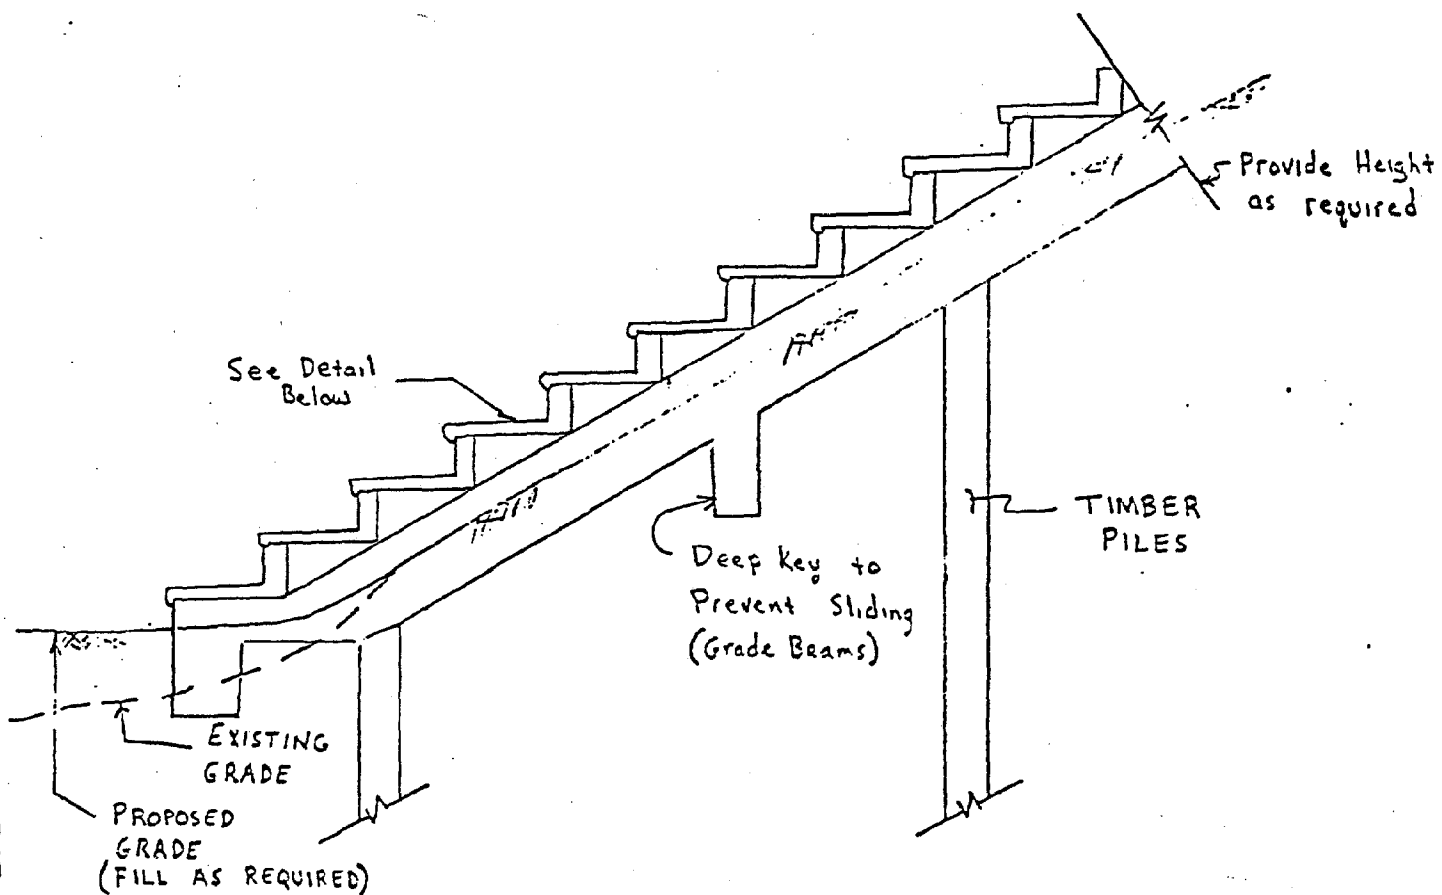 Provide Height
as required
See Detail
Below
TIMBER
PILES
Deep Key to
Prevent Sliding
(Grade Beams)
EXISTING
GRADE
PROPOSED
GRADE
(FILL AS REQUIRED)